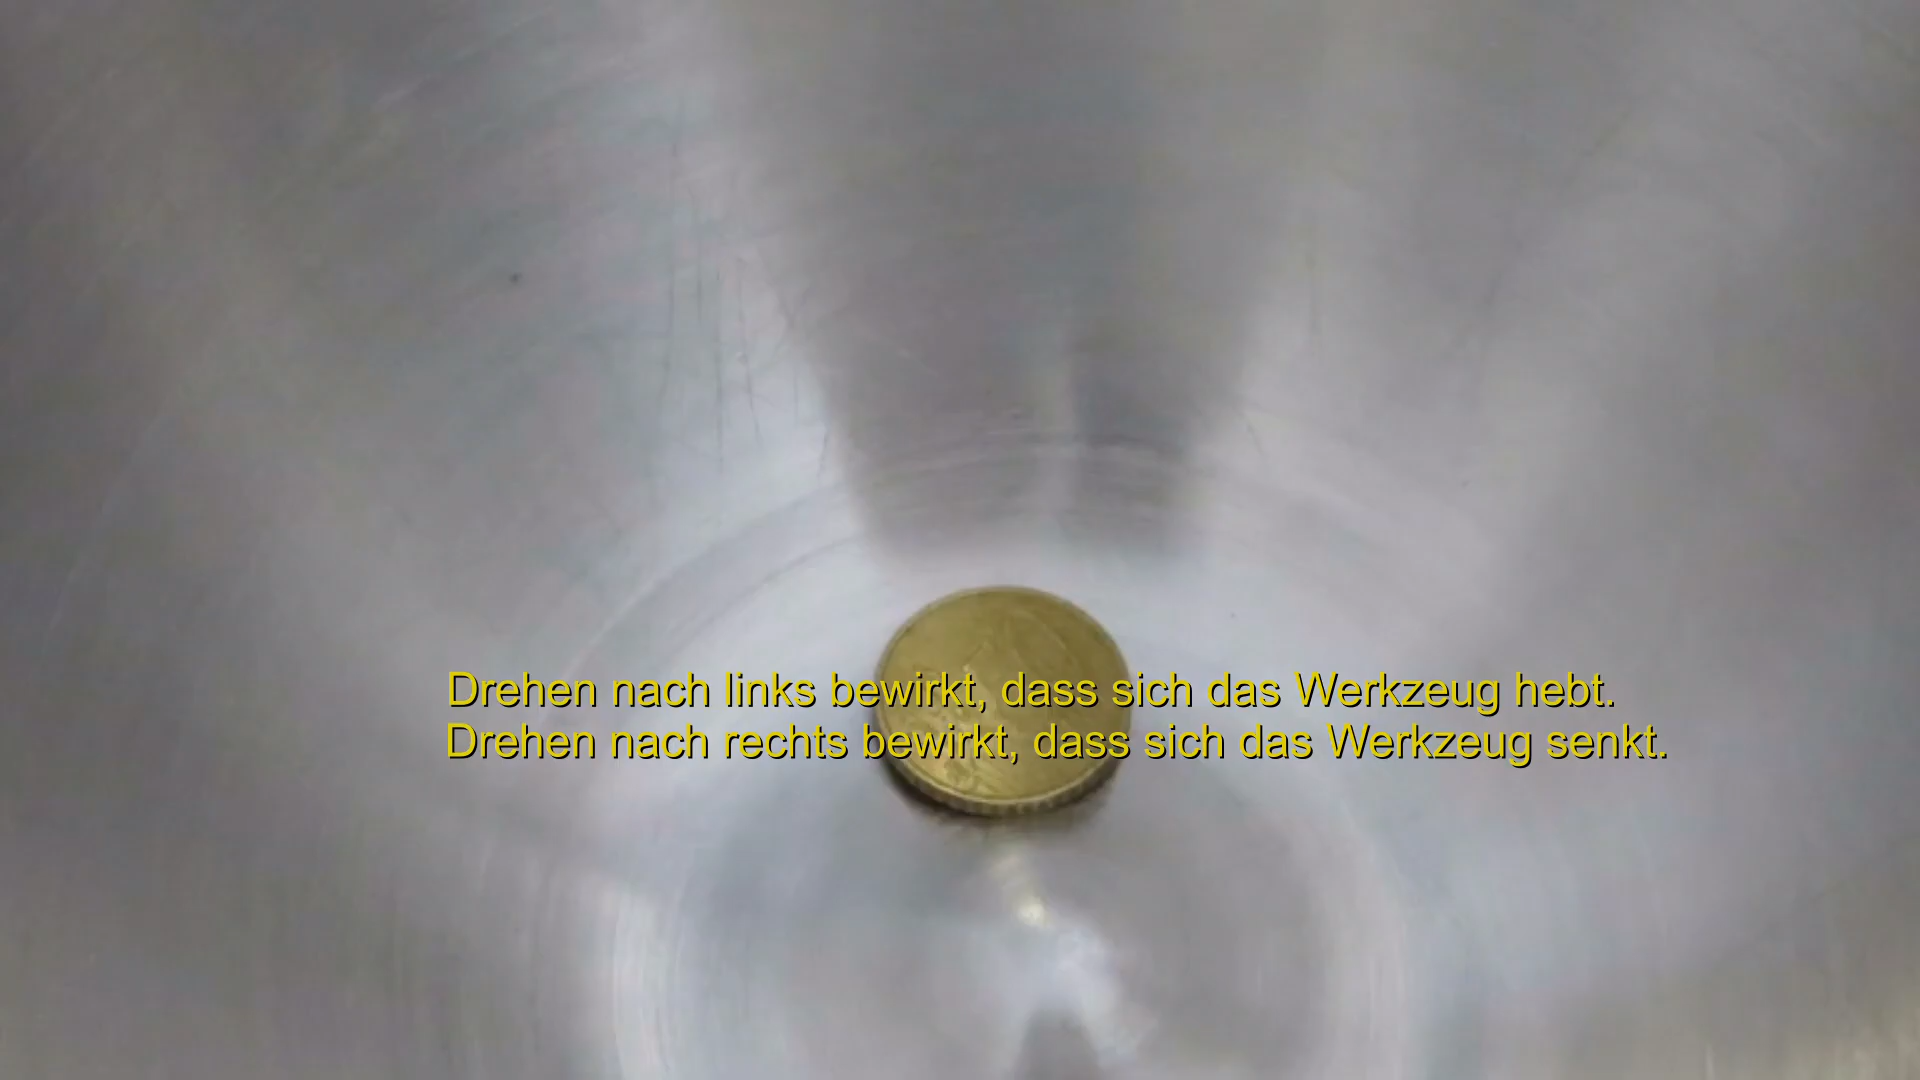 Drehen nach links bewirkt, dass sich das Werkzeug hebt.
Drehen nach rechts bewirkt, dass sich das Werkzeug senkt.